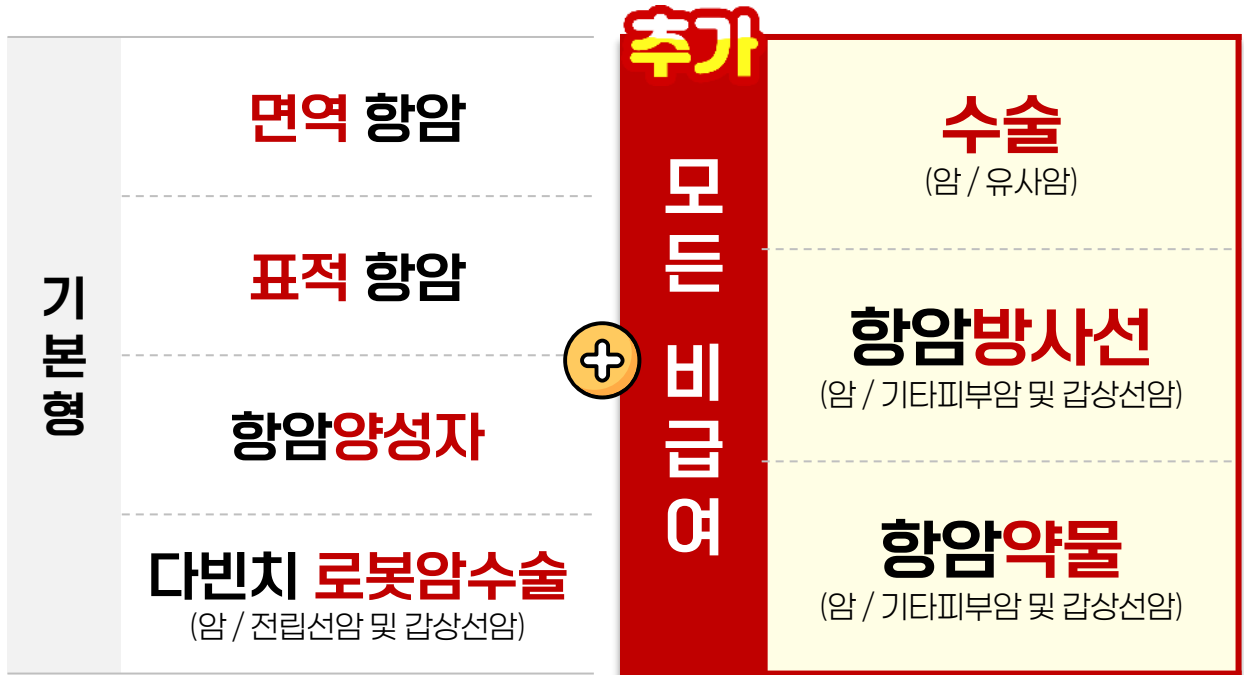 기본형
면역 항암
표적 항암
항암양성자
다빈치 로봇암수술
(암 / 전립선암 및 갑상선암)
추가
모든 비급여
수술
(암 / 유사암)
항암방사선
(암 / 기타피부암 및 갑상선암)
항암약물
(암 / 기타피부암 및 갑상선암)